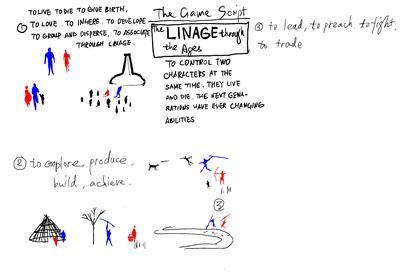 The Game Script
① TO LIVE TO DIE TO GIVE BIRTH,
TO LOVE. TO INHERE. TO DEVELOP
TO GROUP AND DISPERSE, TO ASSOCIATE
THROUGH LINAGE.
The LINAGE through
the Ages
TO CONTROL TWO
CHARACTERS AT THE
SAME TIME. THEY LIVE
AND DIE. THE NEXT GENA-
RATIONS HAVE EVER CHANGING
ABILITIES
to lead, to preach. to fight.
to trade
② to explore produce.
build, achieve.
③